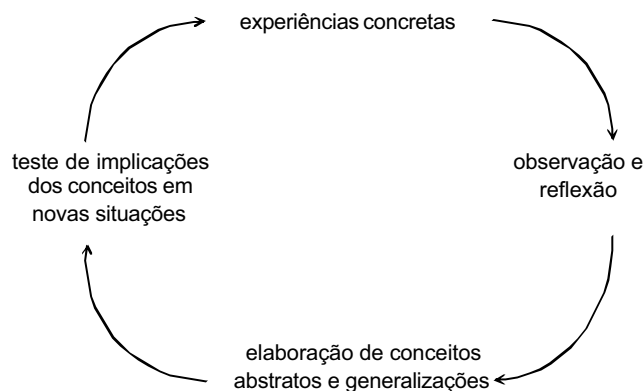 experiências concretas
teste de implicações
dos conceitos em
novas situações
observação e
reflexão
elaboração de conceitos
abstratos e generalizações